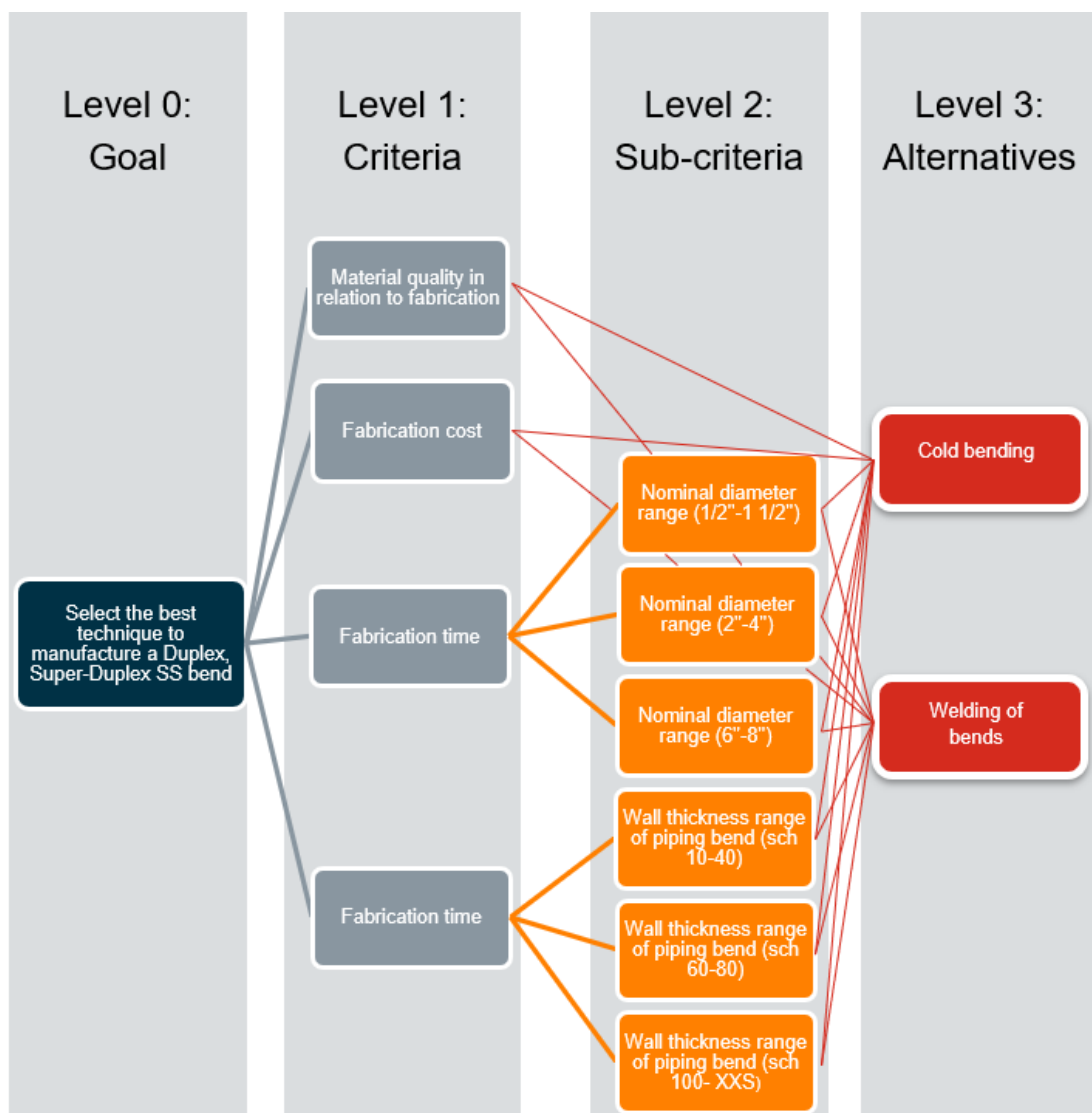 Level 0:
Goal
Level 1:
Criteria
Level 2:
Sub-criteria
Level 3:
Alternatives
Select the best
technique to
manufacture a Duplex,
Super-Duplex SS bend
Material quality in
relation to fabrication
Fabrication cost
Fabrication time
Fabrication time
Nominal diameter
range (1/2"-1 1/2")
Nominal diameter
range (2"-4")
Nominal diameter
range (6"-8")
Wall thickness range
of piping bend (sch
10-40)
Wall thickness range
of piping bend (sch
60-80)
Wall thickness range
of piping bend (sch
100- XXS)
Cold bending
Welding of
bends